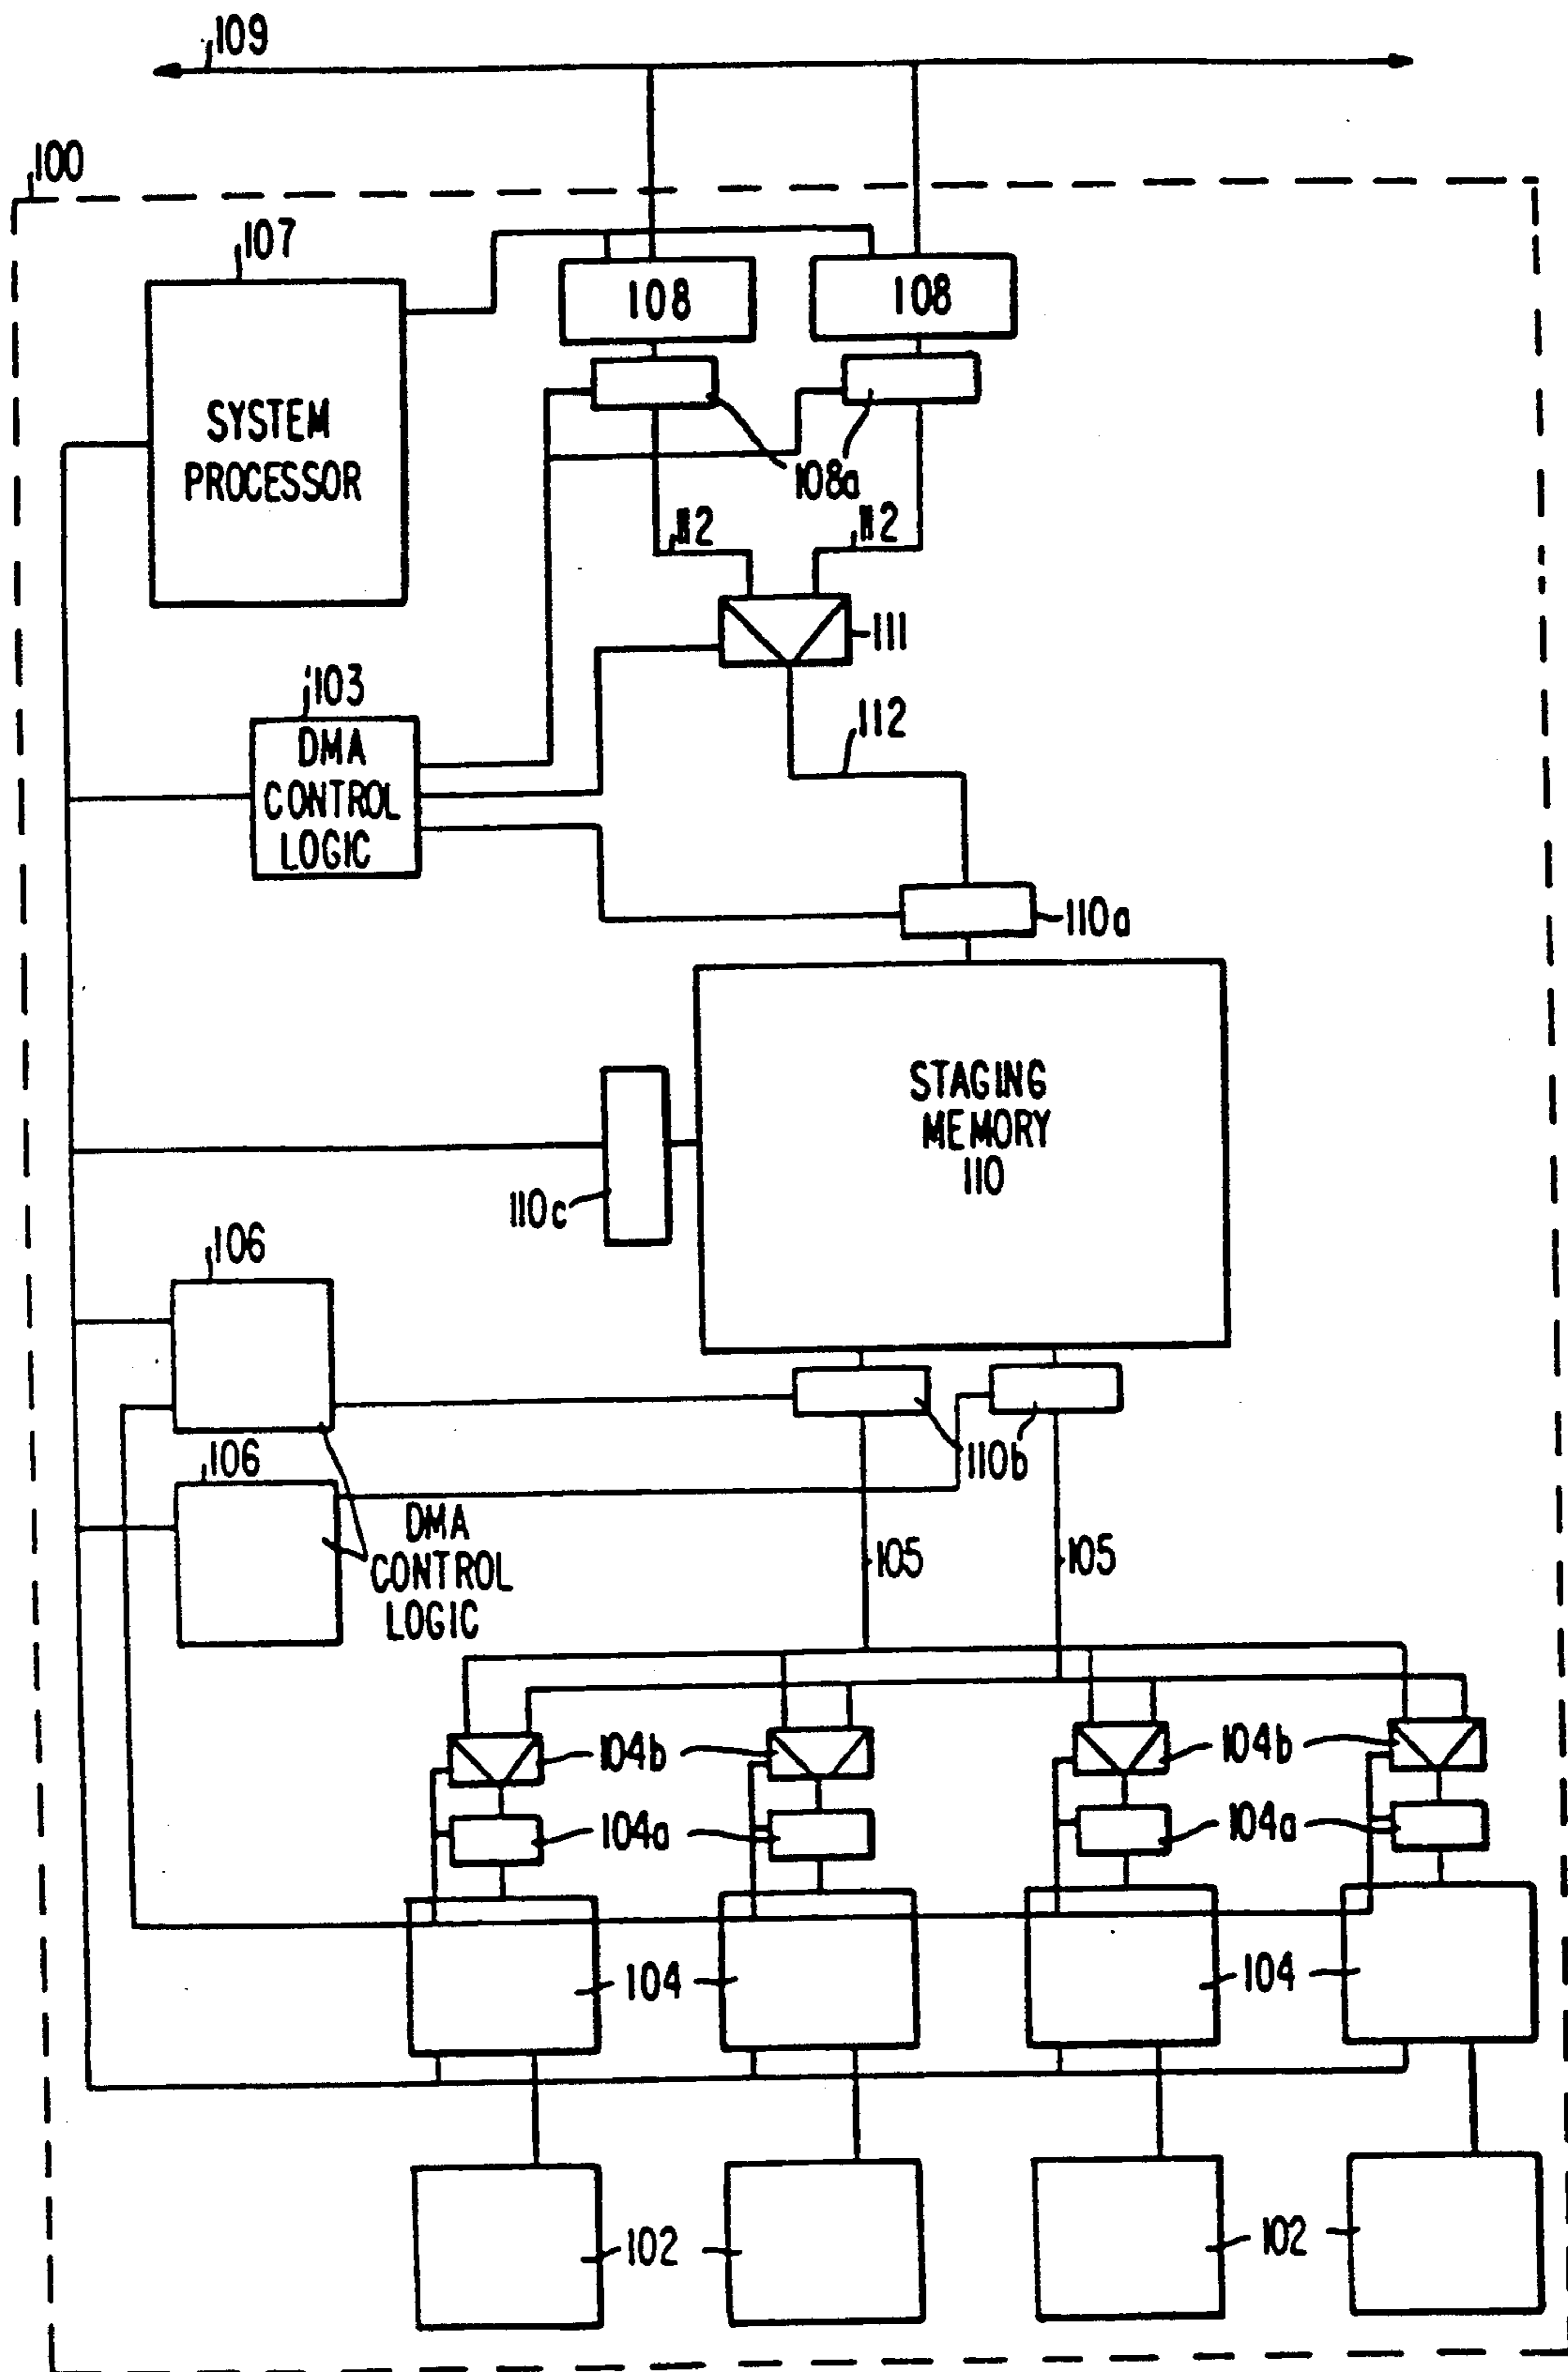 109
100
107
108
108
SYSTEM
PROCESSOR
108a
112
112
111
103
DMA
CONTROL
LOGIC
112
110a
STAGING
MEMORY
110
110c
106
110b
106
DMA
CONTROL
LOGIC
105
105
104b
104b
104a
104a
104
104
102
102